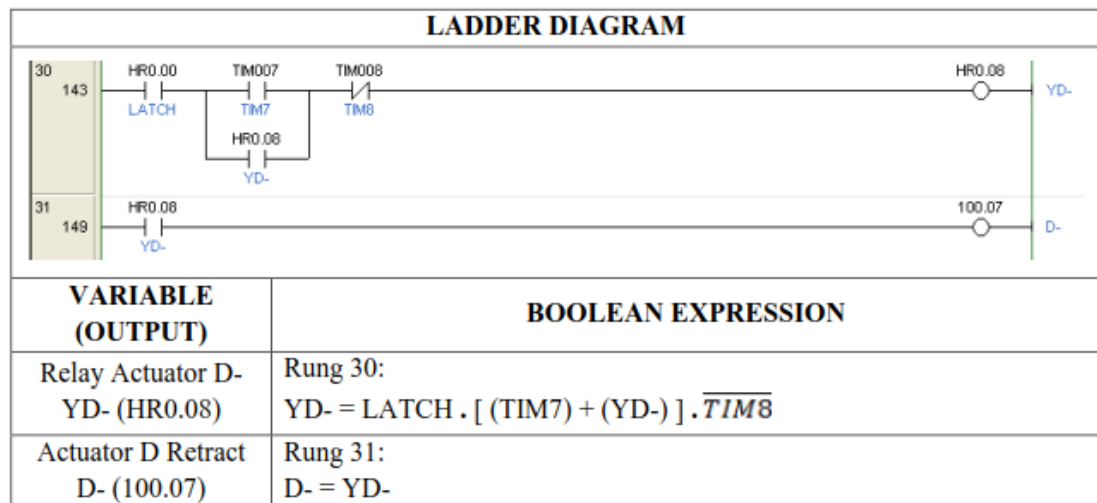 LADDER DIAGRAM
30 HR0.00 TIM007 TIM008 HR0.08
143 YD-
LATCH TIM7 TIM8
HR0.08
YD-
31 HR0.08 100.07
149 D-
YD-
VARIABLE (OUTPUT) BOOLEAN EXPRESSION
Relay Actuator D-
YD- (HR0.08)
Rung 30:
YD- = LATCH . [ (TIM7) + (YD-) ] . \overline{TIM8}
Actuator D Retract
D- (100.07)
Rung 31:
D- = YD-